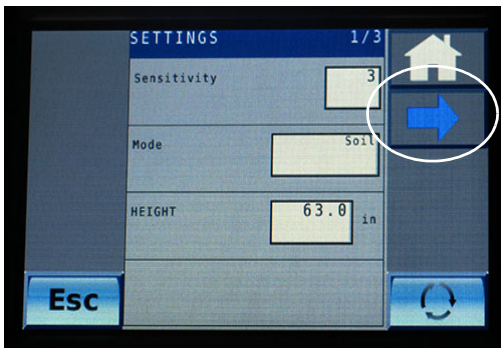 SETTINGS 1/3
Sensitivity 3
Mode Soil
HEIGHT 63.0 in
Esc